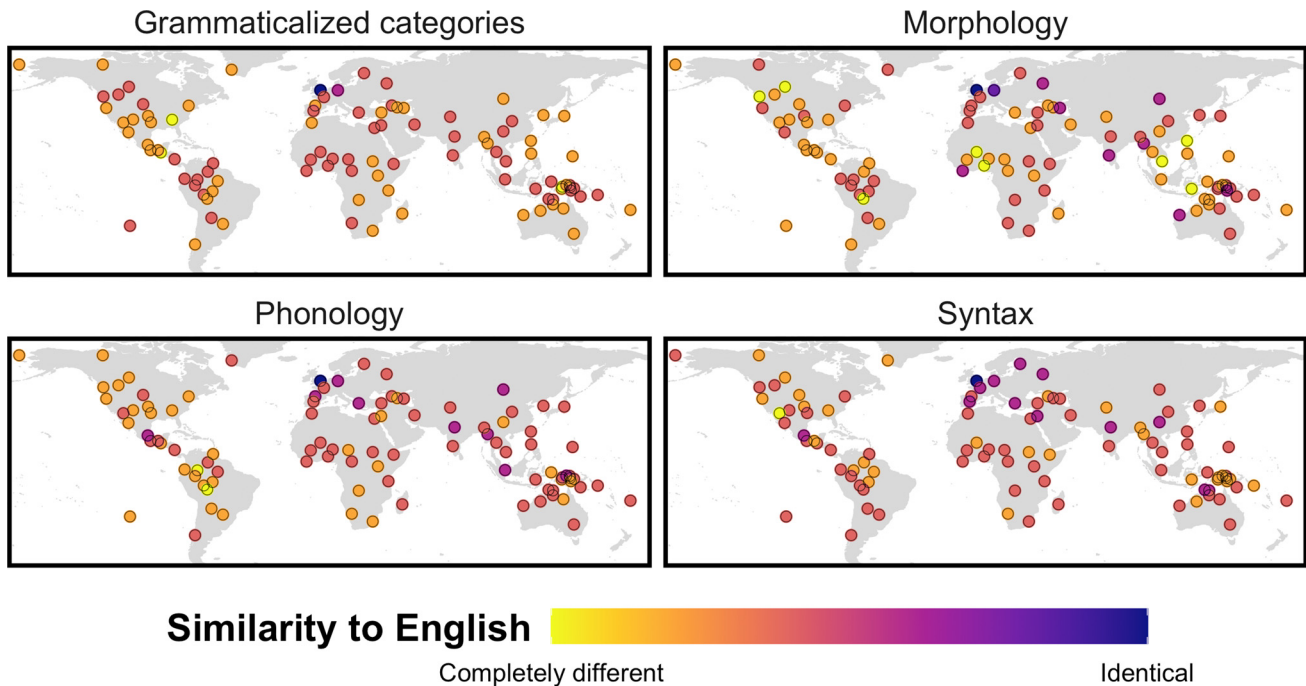 Grammaticalized categories
Morphology
Phonology
Syntax
Similarity to English
Completely different
Identical